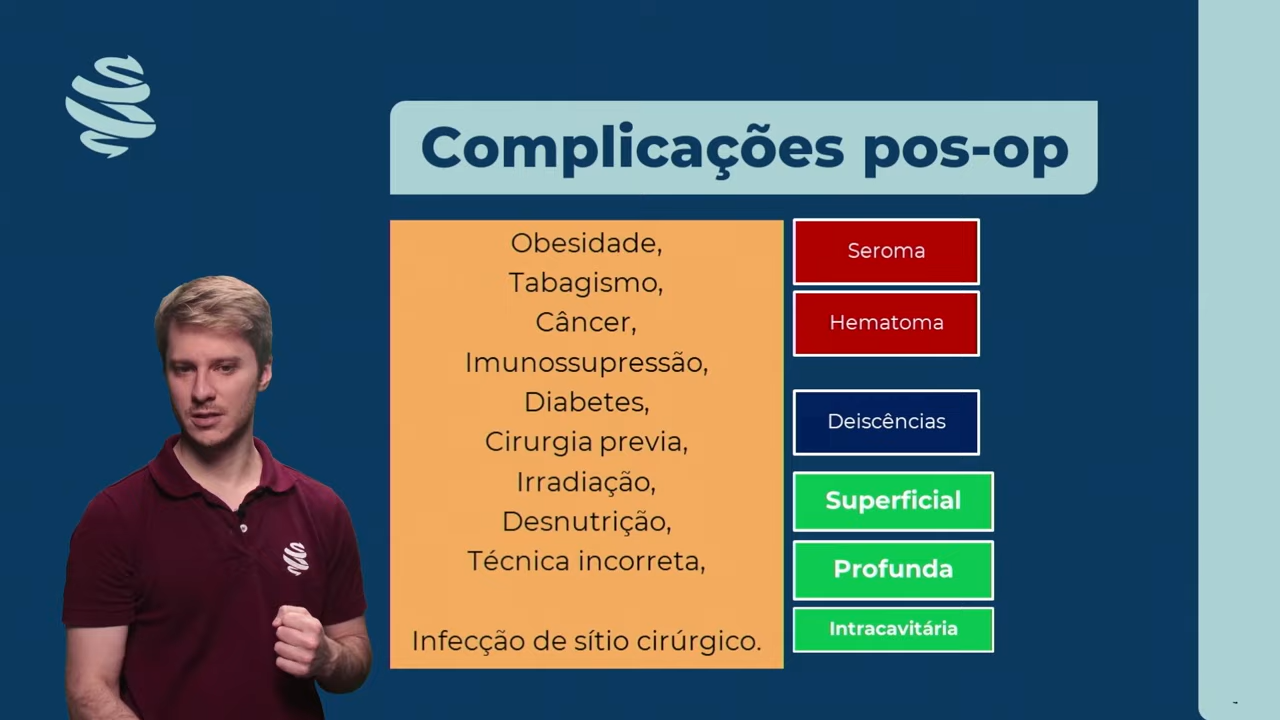 Complicações pos-op
Obesidade,
Tabagismo,
Câncer,
Imunossupressão,
Diabetes,
Cirurgia previa,
Irradiação,
Desnutrição,
Técnica incorreta,
Infecção de sítio cirúrgico.
Seroma
Hematoma
Deiscências
Superficial
Profunda
Intracavitária